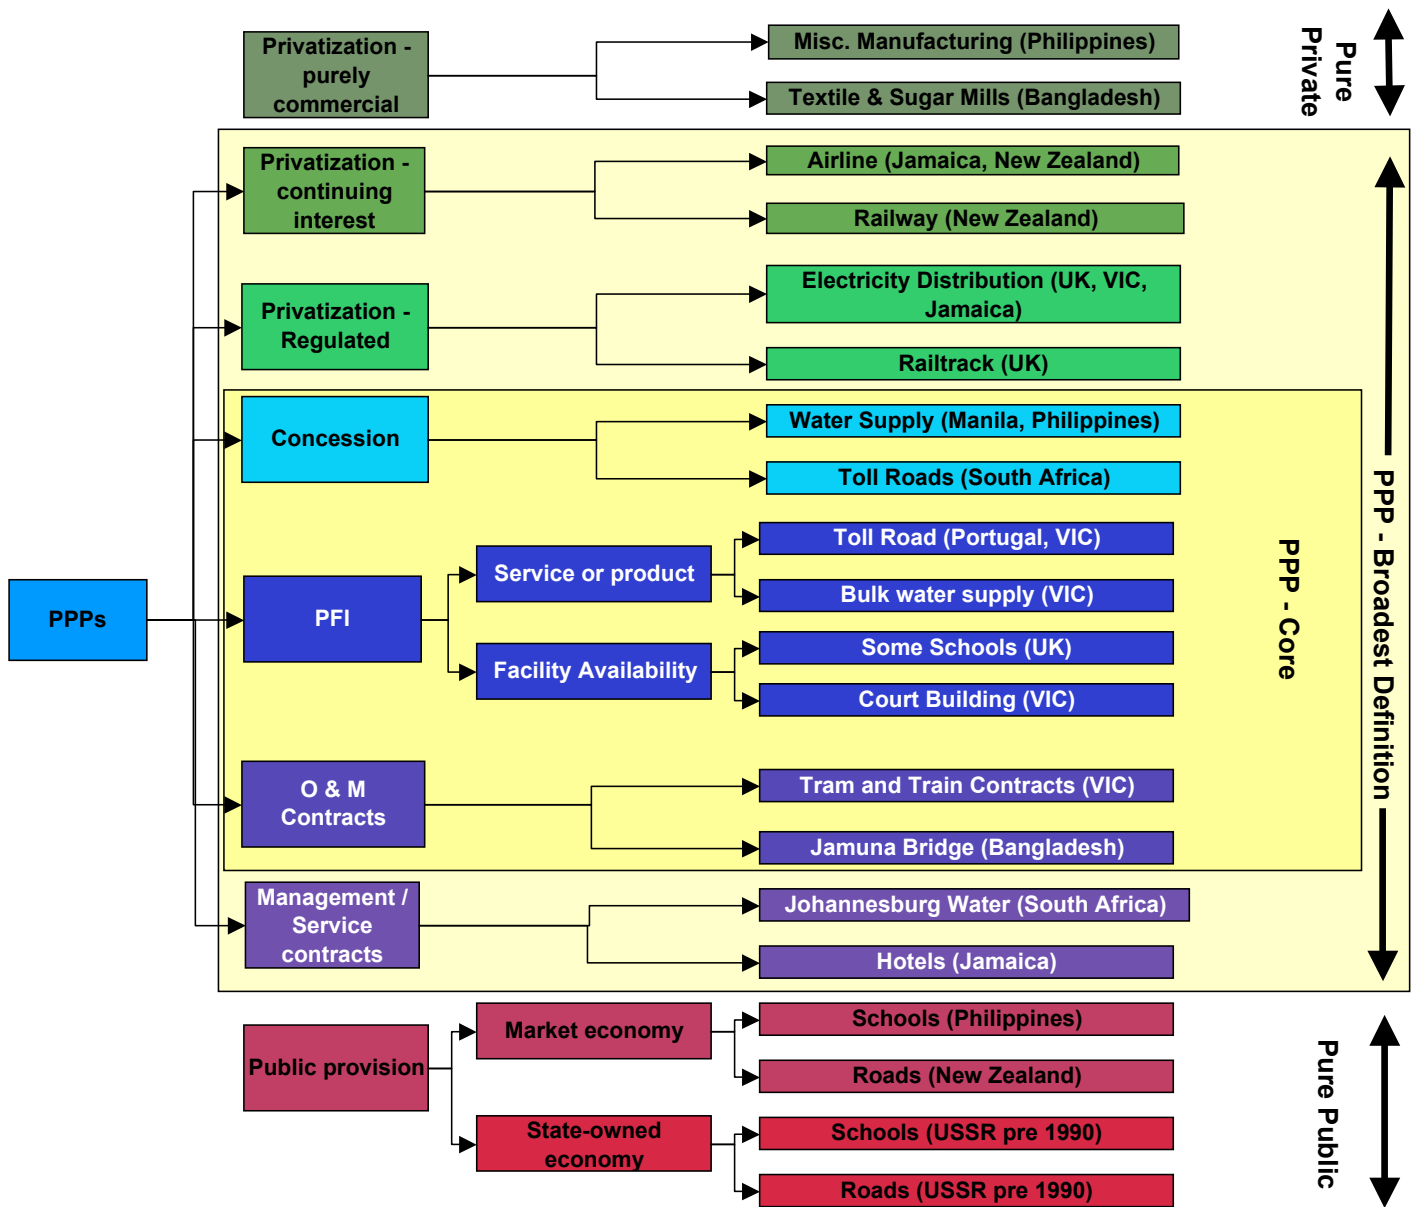 Privatization -
purely
commercial
Misc. Manufacturing (Philippines)
Textile & Sugar Mills (Bangladesh)
Pure
Private
Privatization -
continuing
interest
Airline (Jamaica, New Zealand)
Railway (New Zealand)
Privatization -
Regulated
Electricity Distribution (UK, VIC,
Jamaica)
Railtrack (UK)
Concession
Water Supply (Manila, Philippines)
Toll Roads (South Africa)
PPPs
PFI
Service or product
Toll Road (Portugal, VIC)
Bulk water supply (VIC)
Facility Availability
Some Schools (UK)
Court Building (VIC)
PPP - Core
PPP - Broadest Definition
O & M
Contracts
Tram and Train Contracts (VIC)
Jamuna Bridge (Bangladesh)
Management /
Service
contracts
Johannesburg Water (South Africa)
Hotels (Jamaica)
Public provision
Market economy
Schools (Philippines)
Roads (New Zealand)
State-owned
economy
Schools (USSR pre 1990)
Roads (USSR pre 1990)
Pure Public